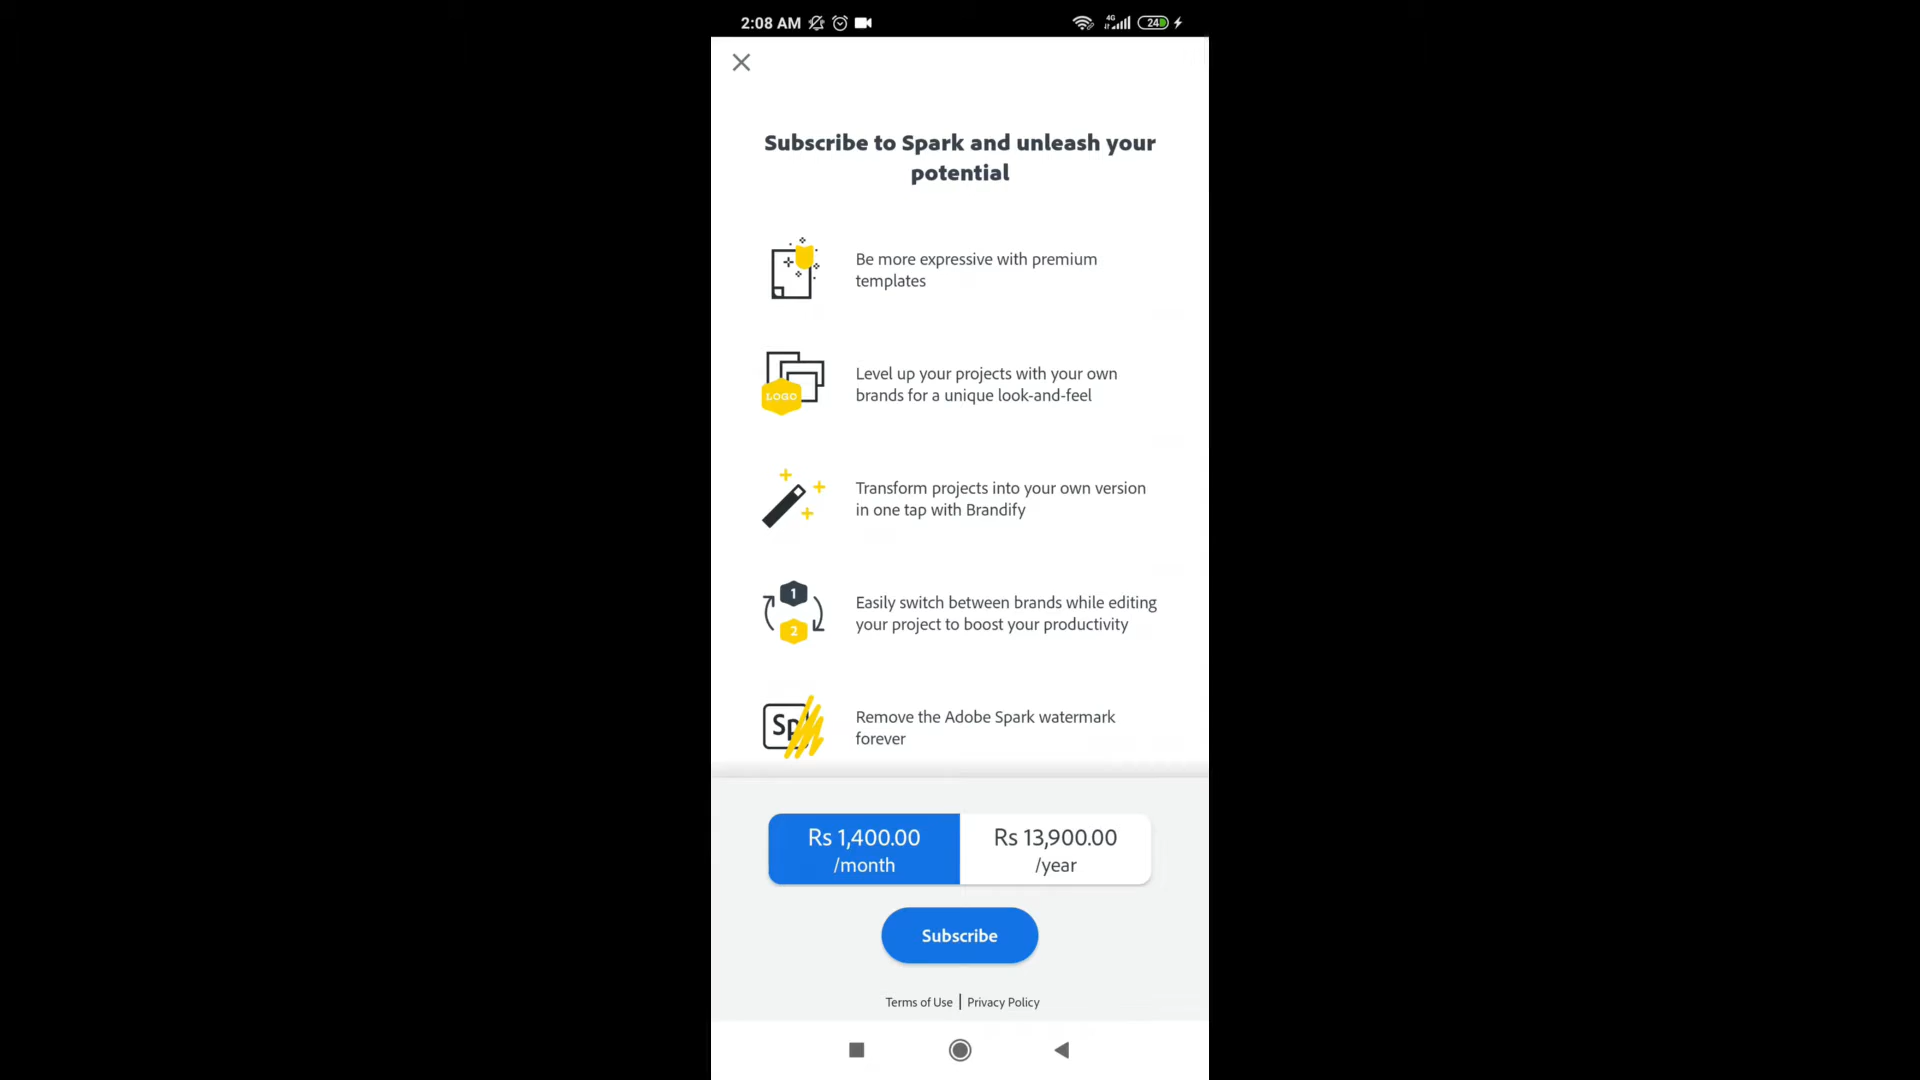 2:08 AM
4G
24
Subscribe to Spark and unleash your
potential
Be more expressive with premium
templates
LOGO
Level up your projects with your own
brands for a unique look-and-feel
Transform projects into your own version
in one tap with Brandify
1
2
Easily switch between brands while editing
your project to boost your productivity
Sp
Remove the Adobe Spark watermark
forever
Rs 1,400.00
/month
Rs 13,900.00
/year
Subscribe
Terms of Use | Privacy Policy